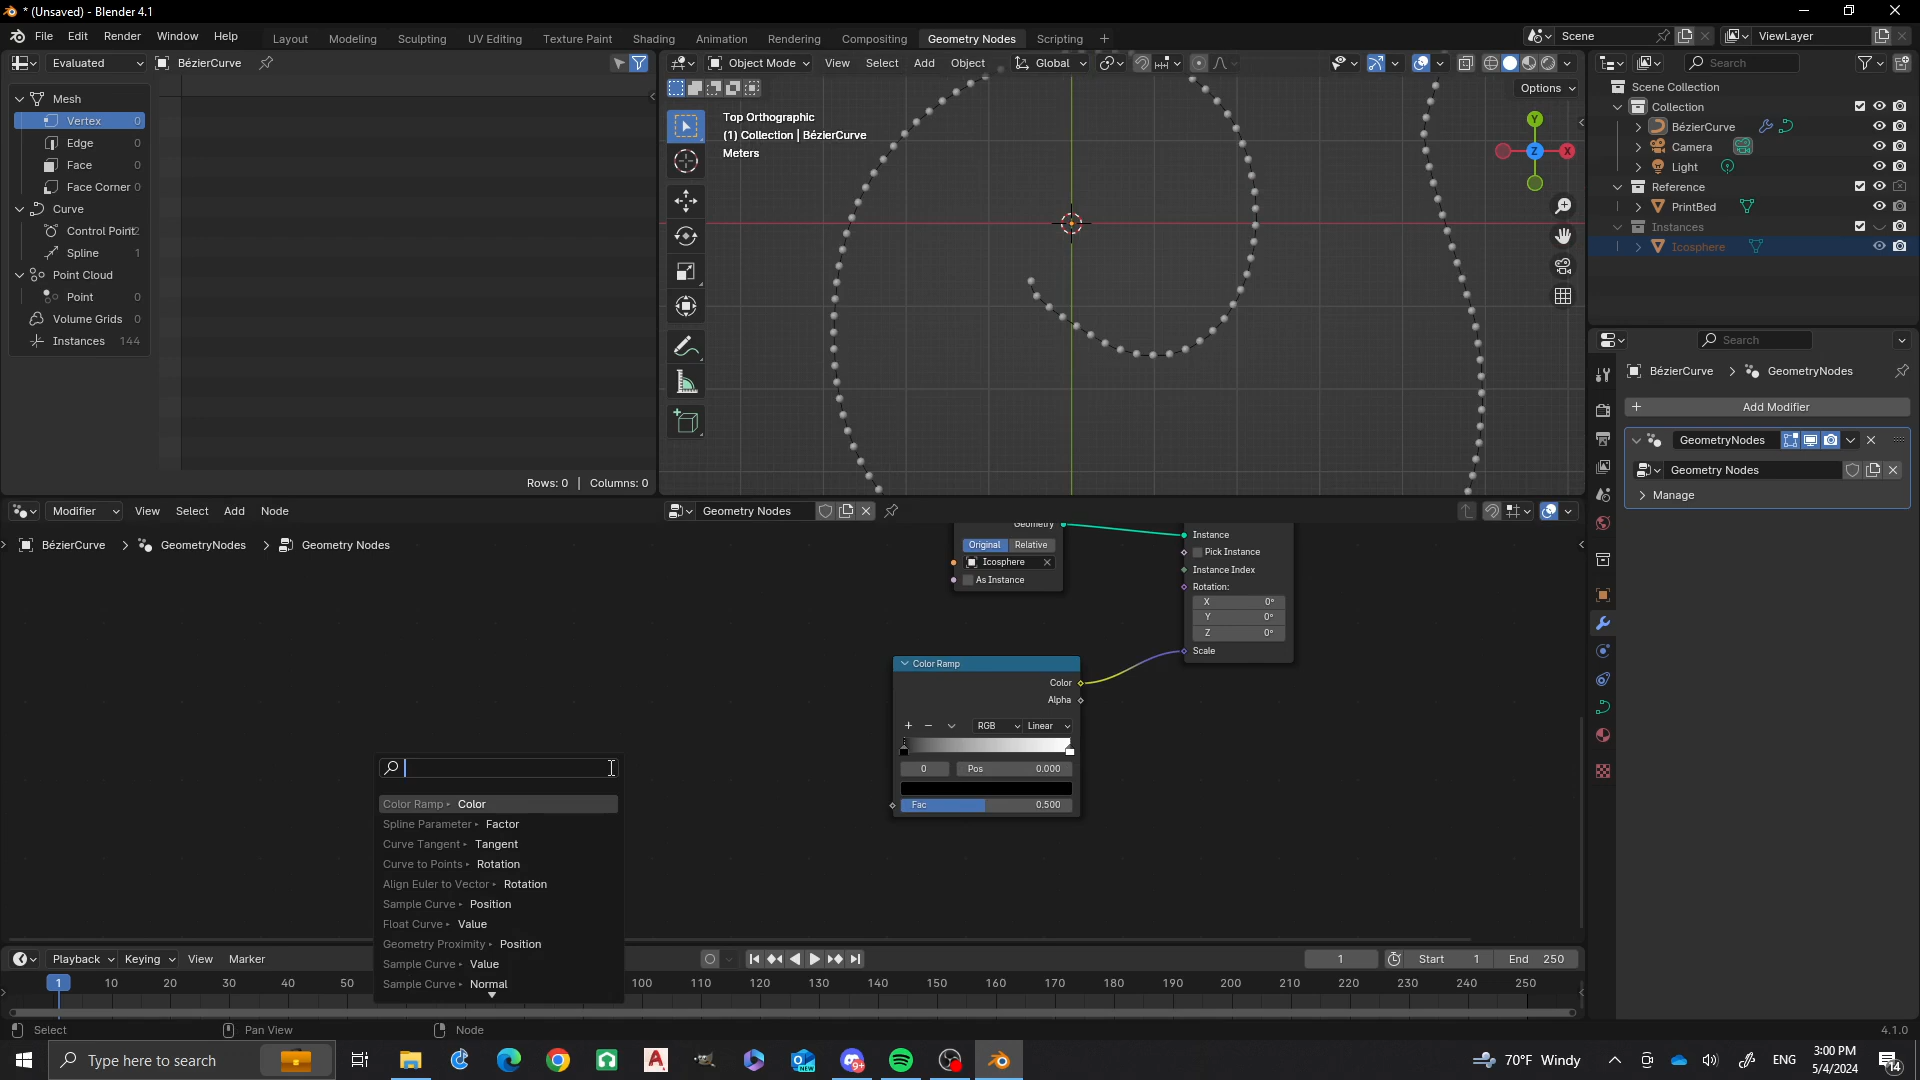 * (Unsaved) - Blender 4.1
File Edit Render Window Help
Layout Modeling Sculpting UV Editing Texture Paint Shading Animation Rendering Compositing Geometry Nodes Scripting +
Scene
ViewLayer
Evaluated
BézierCurve
Mesh
Vertex 0
Edge 0
Face 0
Face Corner 0
Curve
Control Point 2
Spline 1
Point Cloud
Point 0
Volume Grids 0
Instances 144
Rows: 0 | Columns: 0
Object Mode View Select Add Object Global
Options
Top Orthographic
(1) Collection | BézierCurve
Meters
Y
Z
X
Search
Scene Collection
Collection
BézierCurve
Camera
Light
Reference
PrintBed
Instances
Icosphere
Search
BézierCurve > GeometryNodes
+ Add Modifier
GeometryNodes
Geometry Nodes
Manage
Modifier View Select Add Node
Geometry Nodes
BézierCurve > GeometryNodes > Geometry Nodes
Geometry
Original Relative
Icosphere
As Instance
Instance
Pick Instance
Instance Index
Rotation:
X 0°
Y 0°
Z 0°
Scale
Color Ramp
Color
Alpha
+ − RGB Linear
0 Pos 0.000
Fac 0.500
Color Ramp ▸ Color
Spline Parameter ▸ Factor
Curve Tangent ▸ Tangent
Curve to Points ▸ Rotation
Align Euler to Vector ▸ Rotation
Sample Curve ▸ Position
Float Curve ▸ Value
Geometry Proximity ▸ Position
Sample Curve ▸ Value
Sample Curve ▸ Normal
Playback Keying View Marker
1
Start 1 End 250
1 10 20 30 40 50 100 110 120 130 140 150 160 170 180 190 200 210 220 230 240 250
Select Pan View Node
4.1.0
Type here to search
9+
70°F Windy
ENG
3:00 PM
5/4/2024
14